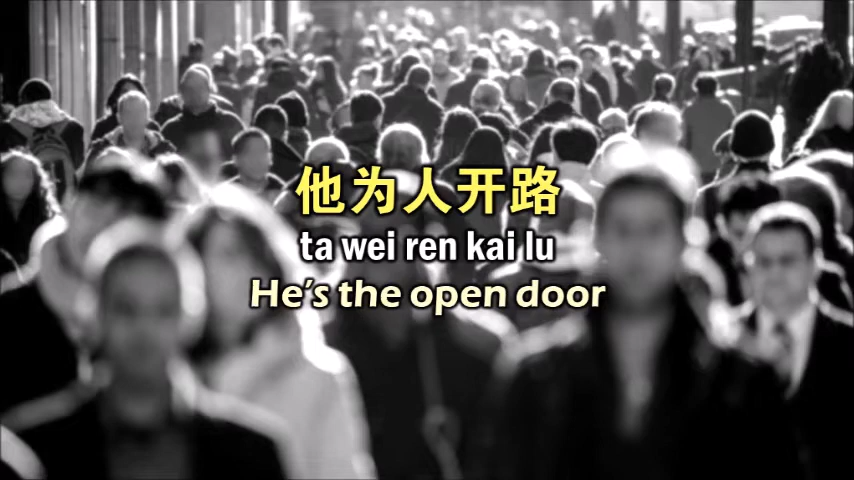 他为人开路
ta wei ren kai lu
He's the open door